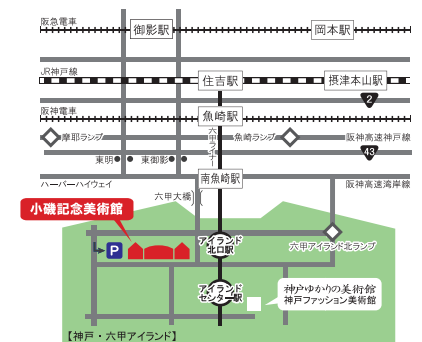 阪急電車
御影駅
岡本駅
JR神戸線
住吉駅
摂津本山駅
2
阪神電車
魚崎駅
摩耶ランプ
六甲ライナー
魚崎ランプ
阪神高速神戸線
43
東明
東御影
ハーバーハイウェイ
南魚崎駅
阪神高速湾岸線
六甲大橋
小磯記念美術館
P
アイランド
北口駅
六甲アイランド北ランプ
アイランド
センター駅
神戸ゆかりの美術館
神戸ファッション美術館
【神戸・六甲アイランド】